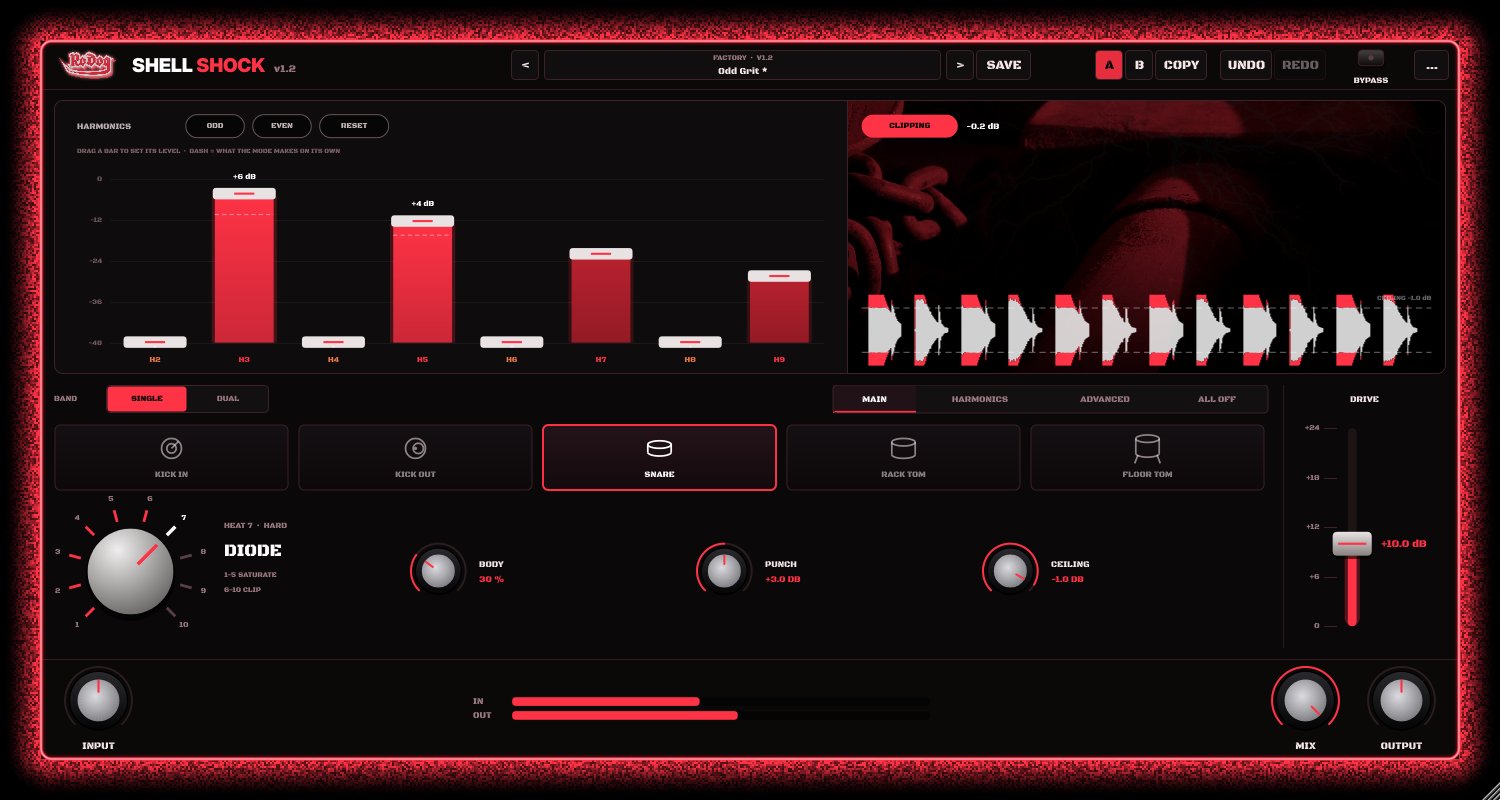 RoDog SHELL SHOCK v1.2
< FACTORY · V1.2 > SAVE
Odd Grit *
A B COPY UNDO REDO BYPASS ...
HARMONICS ODD EVEN RESET
DRAG A BAR TO SET ITS LEVEL · DASH = WHAT THE MODE MAKES ON ITS OWN
CLIPPING -0.2 dB
+6 dB
+4 dB
0
-12
-24
-36
-48
H2 H3 H4 H5 H6 H7 H8 H9
CEILING -1.0 dB
BAND SINGLE DUAL
MAIN HARMONICS ADVANCED ALL OFF
DRIVE
KICK IN KICK OUT SNARE RACK TOM FLOOR TOM
+24
+18
+12
+6
0
+10.0 dB
1 2 3 4 5 6 7 8 9 10
HEAT 7 · HARD
DIODE
1-5 SATURATE
6-10 CLIP
BODY
30 %
PUNCH
+3.0 DB
CEILING
-1.0 DB
INPUT
IN
OUT
MIX
OUTPUT